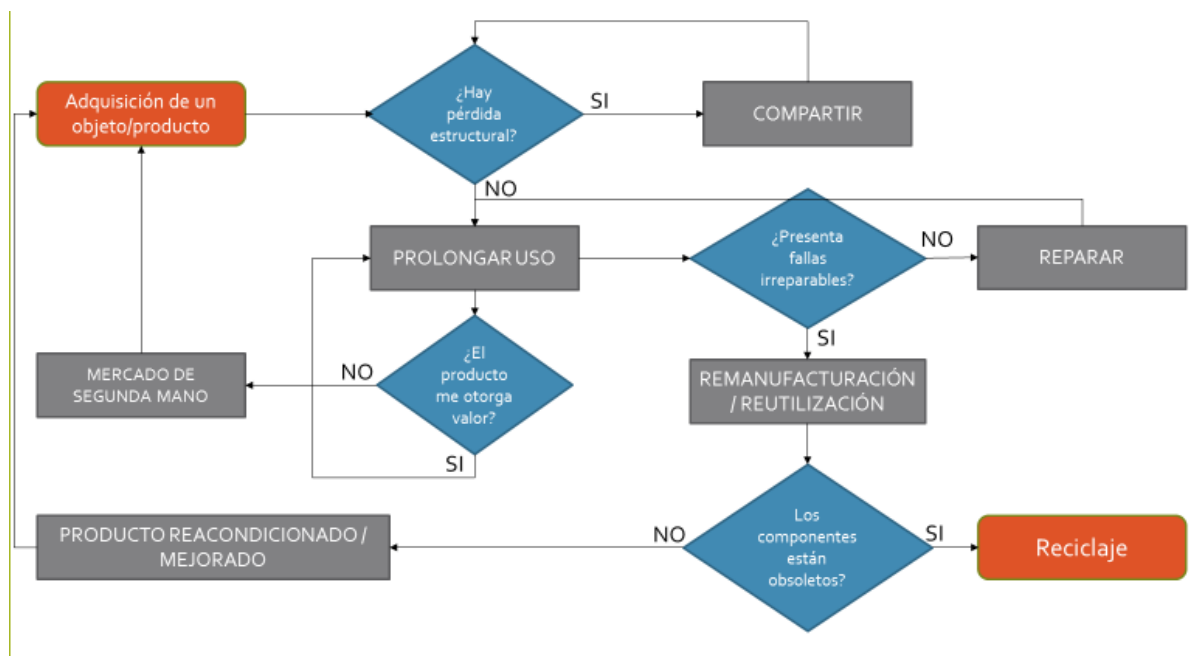 Adquisición de un
objeto/producto
¿Hay
pérdida
estructural?
SI
COMPARTIR
NO
PROLONGAR USO
¿Presenta
fallas
irreparables?
NO
REPARAR
SI
¿El
producto
me otorga
valor?
NO
MERCADO DE
SEGUNDA MANO
SI
REMANUFACTURACIÓN
/ REUTILIZACIÓN
Los
componentes
están
obsoletos?
NO
PRODUCTO REACONDICIONADO /
MEJORADO
SI
Reciclaje